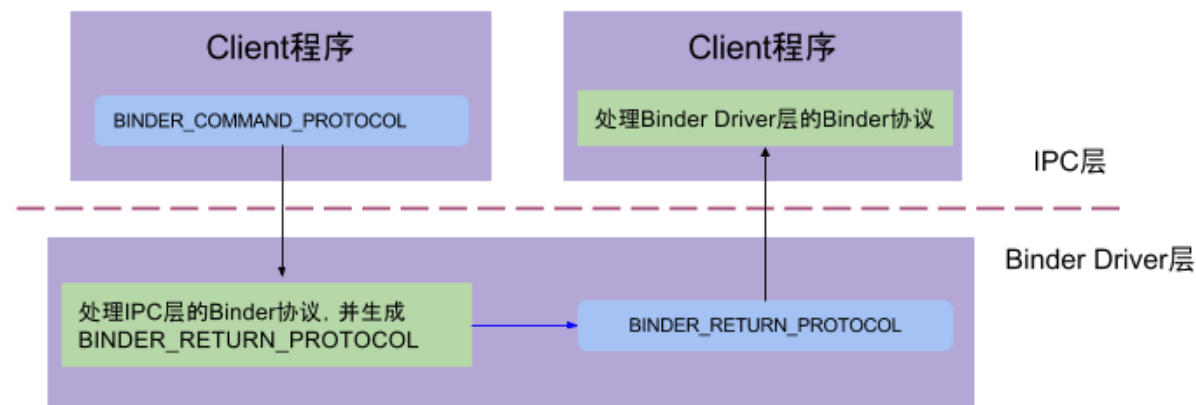 Client程序
BINDER_COMMAND_PROTOCOL
Client程序
处理Binder Driver层的Binder协议
IPC层
Binder Driver层
处理IPC层的Binder协议, 并生成
BINDER_RETURN_PROTOCOL
BINDER_RETURN_PROTOCOL